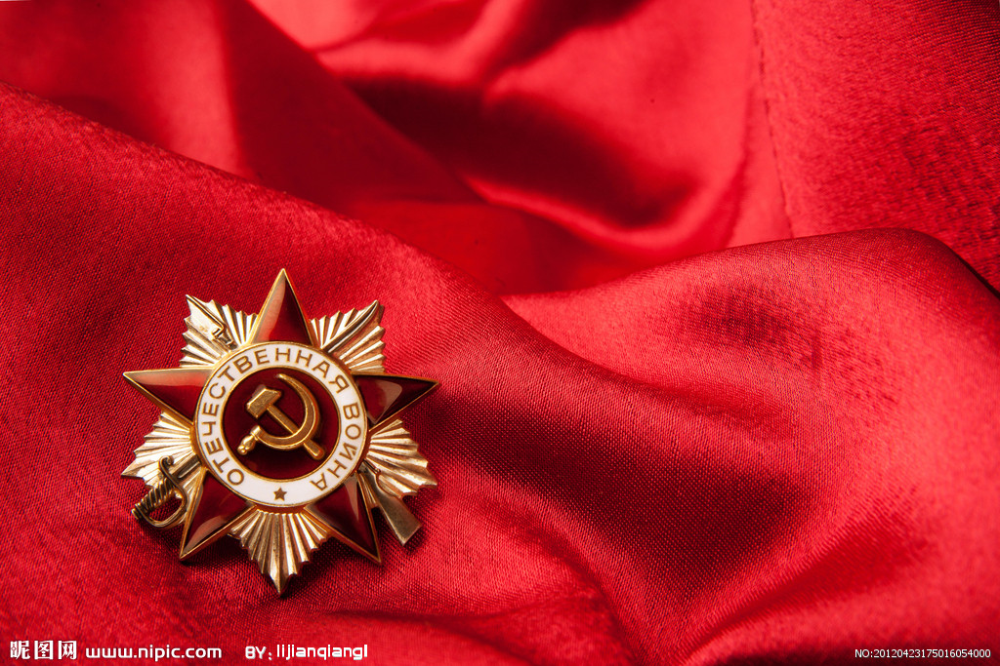 ОТЕЧЕСТВЕННАЯ ВОЙНА
昵图网 www.nipic.com BY: lijianqiangl
NO:20120423175016054000